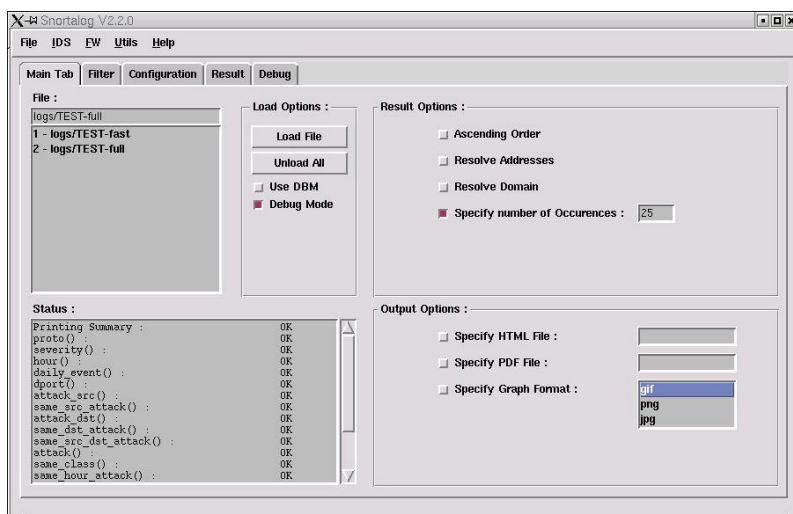 Snortalog V2.2.0
File IDS FW Utils Help
Main Tab Filter Configuration Result Debug
File :
logs/TEST-full
1 - logs/TEST-fast
2 - logs/TEST-full
Load Options :
Load File
Unload All
Use DBM
Debug Mode
Result Options :
Ascending Order
Resolve Addresses
Resolve Domain
Specify number of Occurences : 25
Status :
Printing Summary : OK
proto() : OK
severity() : OK
hour() : OK
daily_event() : OK
dport() : OK
attack_src() : OK
same_src_attack() : OK
attack_dst() : OK
same_dst_attack() : OK
same_src_dst_attack() : OK
attack() : OK
same_class() : OK
same_hour_attack() : OK
Output Options :
Specify HTML File :
Specify PDF File :
Specify Graph Format : gif
png
jpg